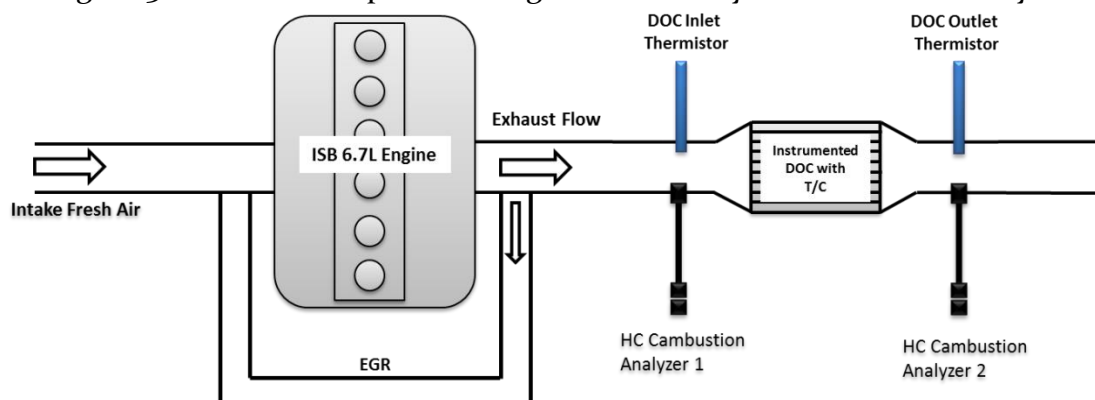 DOC Inlet
Thermistor
DOC Outlet
Thermistor
Exhaust Flow
ISB 6.7L Engine
Instrumented
DOC with
T/C
Intake Fresh Air
EGR
HC Cambustion
Analyzer 1
HC Cambustion
Analyzer 2